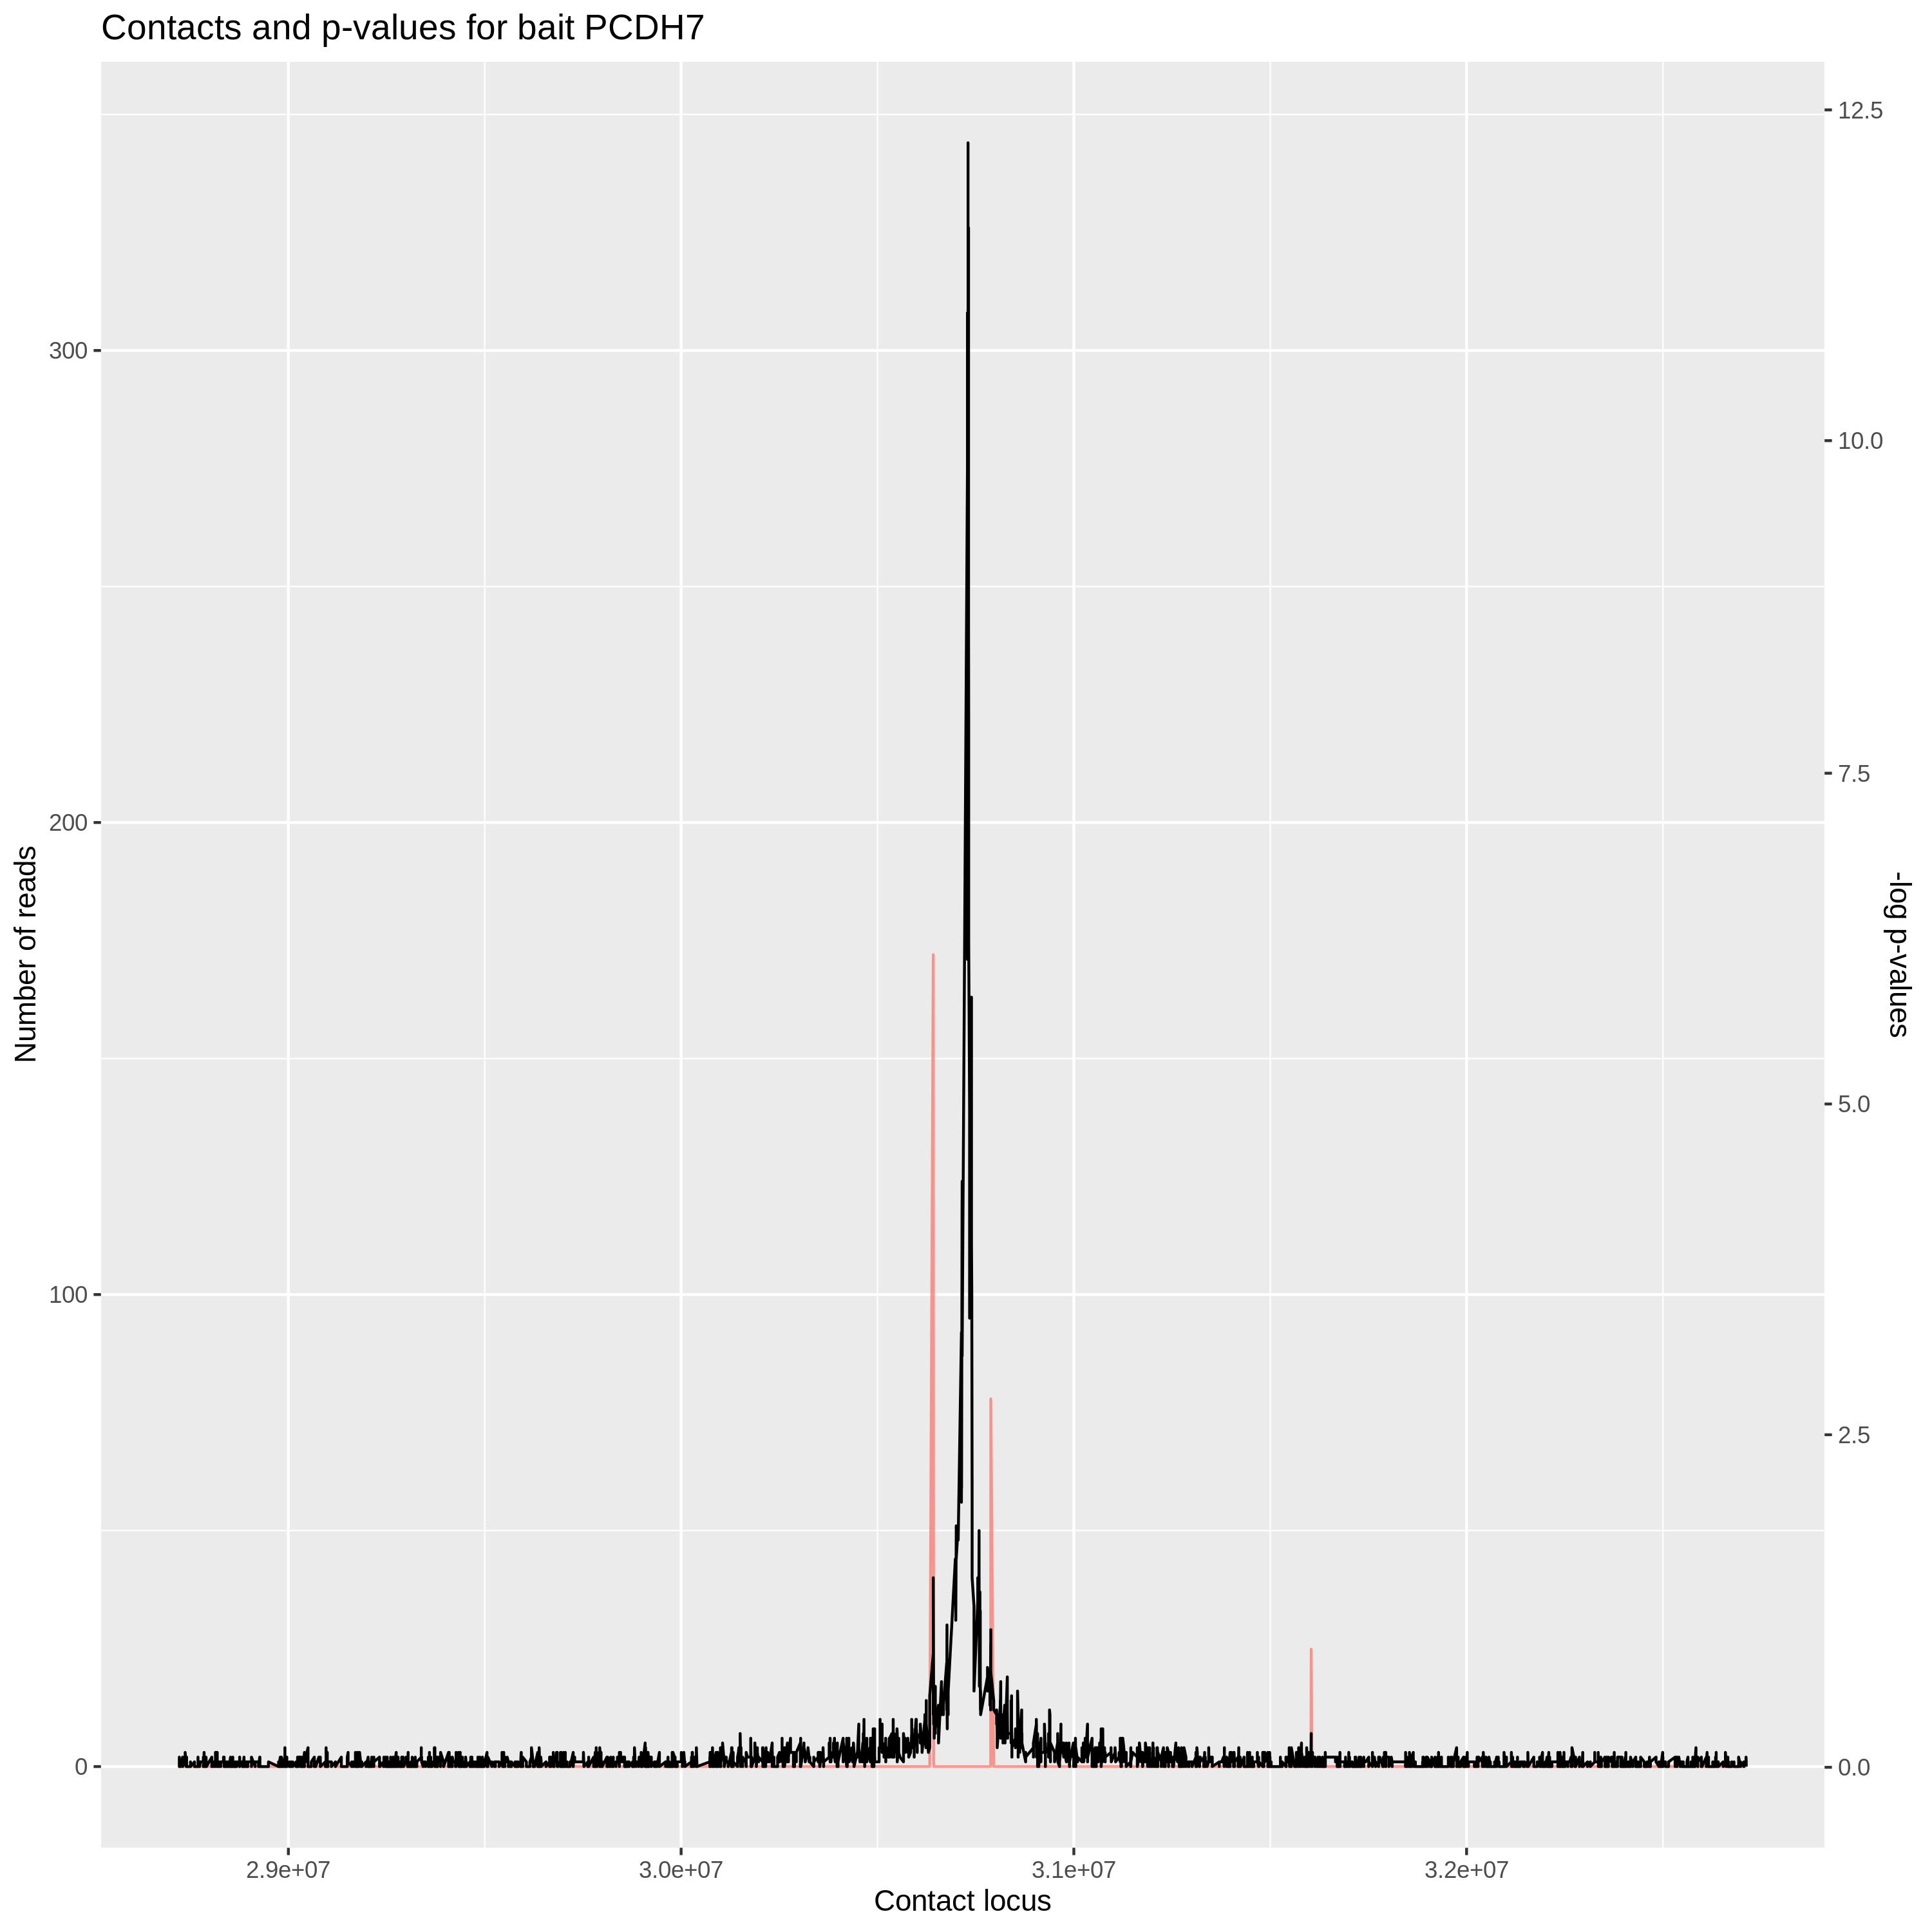 Contacts and p-values for bait PCDH7
Number of reads
300
200
100
0
12.5
10.0
7.5
5.0
2.5
0.0
-log p-values
2.9e+07
3.0e+07
3.1e+07
3.2e+07
Contact locus